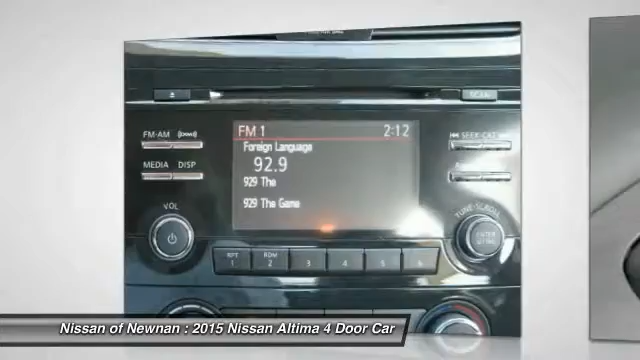 SCAN
FM 1 2:12
FM-AM
SEEK-CAT
Foreign Language
92.9
MEDIA DISP
929 The
929 The Game
VOL
TUNE/SCROLL
ENTER
RPT RDM
1 2 3 4 5 6
Nissan of Newnan : 2015 Nissan Altima 4 Door Car